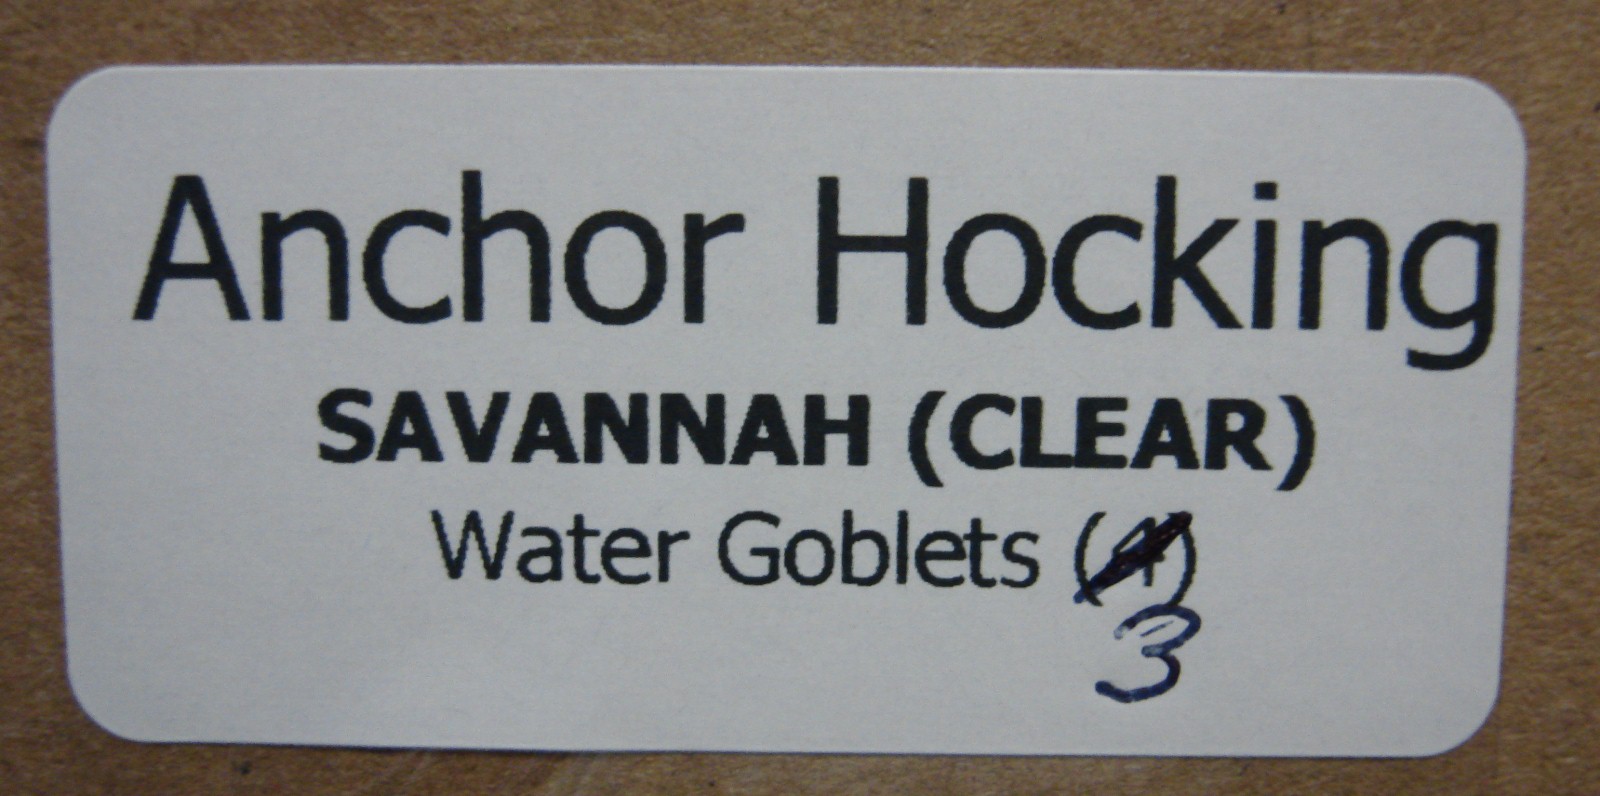 Anchor Hocking
SAVANNAH (CLEAR)
Water Goblets (4)
3